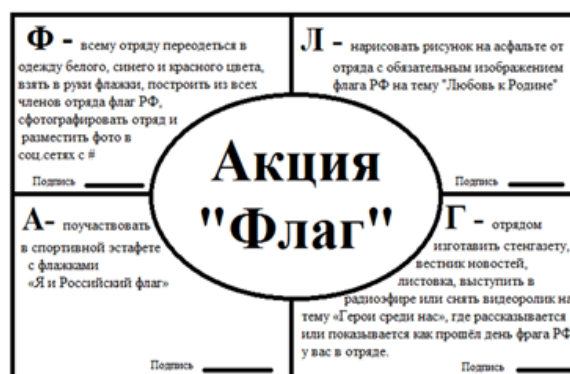 Ф - всему отряду переодеться в
одежду белого, синего и красного цвета,
взять в руки флажки, построить из всех
членов отряда флаг РФ,
сфотографировать отряд и
разместить фото в
соц.сетях с #
Подпись
Л - нарисовать рисунок на асфальте от
отряда с обязательным изображением
флага РФ на тему "Любовь к Родине"
Подпись
Акция
"Флаг"
А- поучаствовать
в спортивной эстафете
с флажками
«Я и Российский флаг»
Подпись
Г - отрядом
изготавить стенгазету,
вестник новостей,
листовка, выступить в
радиоэфире или снять видеоролик на
тему «Герои среди нас», где рассказывается
или показывается как прошёл день фрага РФ
у вас в отряде.
Подпись